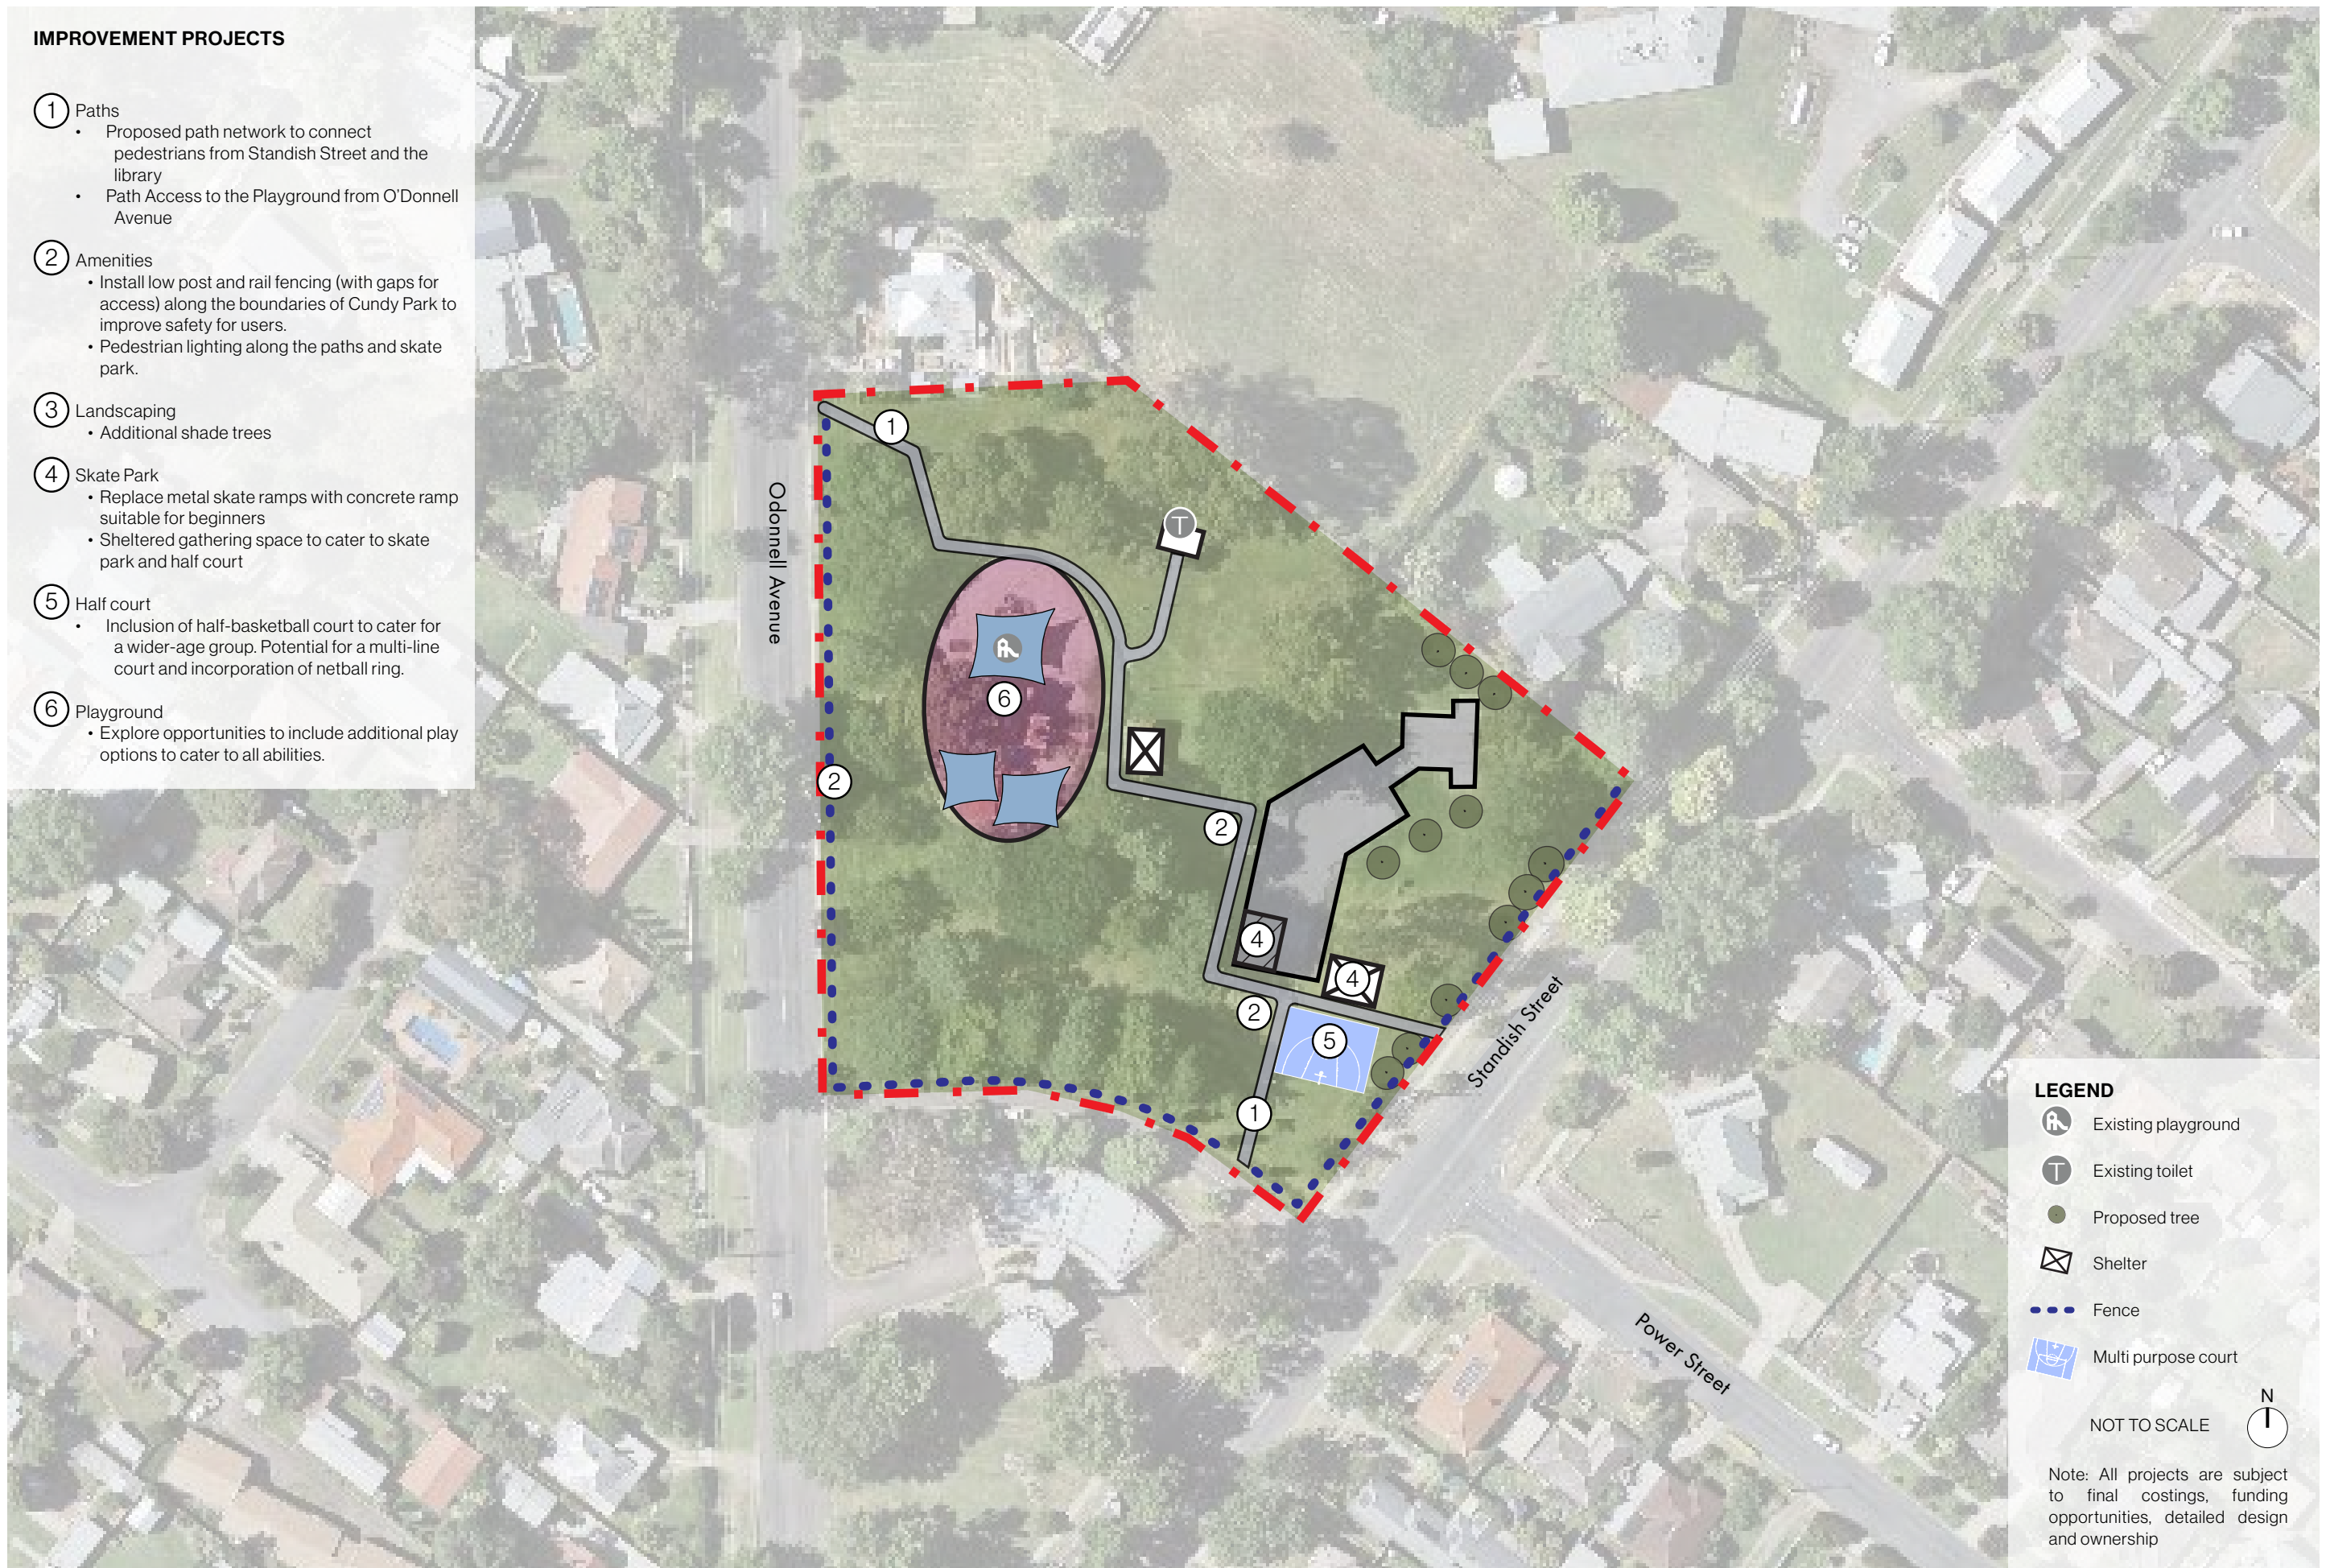 IMPROVEMENT PROJECTS
1 Paths
• Proposed path network to connect
pedestrians from Standish Street and the
library
• Path Access to the Playground from O'Donnell
Avenue
2 Amenities
• Install low post and rail fencing (with gaps for
access) along the boundaries of Cundy Park to
improve safety for users.
• Pedestrian lighting along the paths and skate
park.
3 Landscaping
• Additional shade trees
4 Skate Park
• Replace metal skate ramps with concrete ramp
suitable for beginners
• Sheltered gathering space to cater to skate
park and half court
5 Half court
• Inclusion of half-basketball court to cater for
a wider-age group. Potential for a multi-line
court and incorporation of netball ring.
6 Playground
• Explore opportunities to include additional play
options to cater to all abilities.
1
Odonnell Avenue
T
6
2
2
4
4
2
5
1
Standish Street
Power Street
LEGEND
Existing playground
T Existing toilet
Proposed tree
Shelter
Fence
Multi purpose court
N
NOT TO SCALE
Note: All projects are subject
to final costings, funding
opportunities, detailed design
and ownership